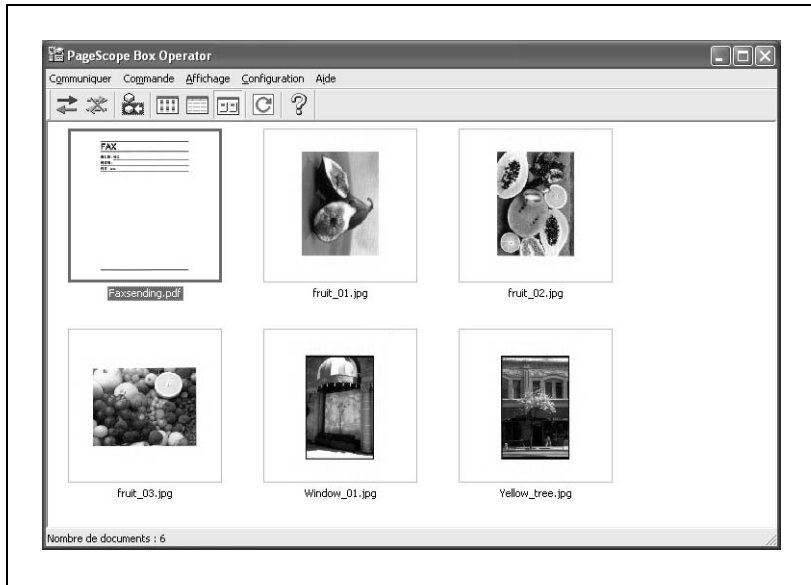 PageScope Box Operator
Communiquer Commande Affichage Configuration Aide
FAX
Faxsending.pdf
fruit_01.jpg
fruit_02.jpg
fruit_03.jpg
Window_01.jpg
Yellow_tree.jpg
Nombre de documents : 6